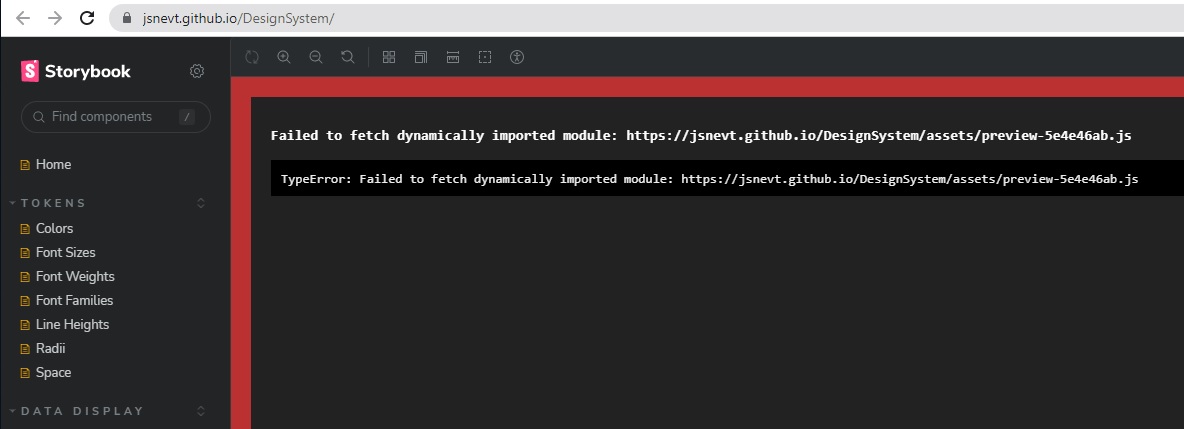 jsnevt.github.io/DesignSystem/
Storybook
Find components /
Home
TOKENS
Colors
Font Sizes
Font Weights
Font Families
Line Heights
Radii
Space
DATA DISPLAY
Failed to fetch dynamically imported module: https://jsnevt.github.io/DesignSystem/assets/preview-5e4e46ab.js
TypeError: Failed to fetch dynamically imported module: https://jsnevt.github.io/DesignSystem/assets/preview-5e4e46ab.js